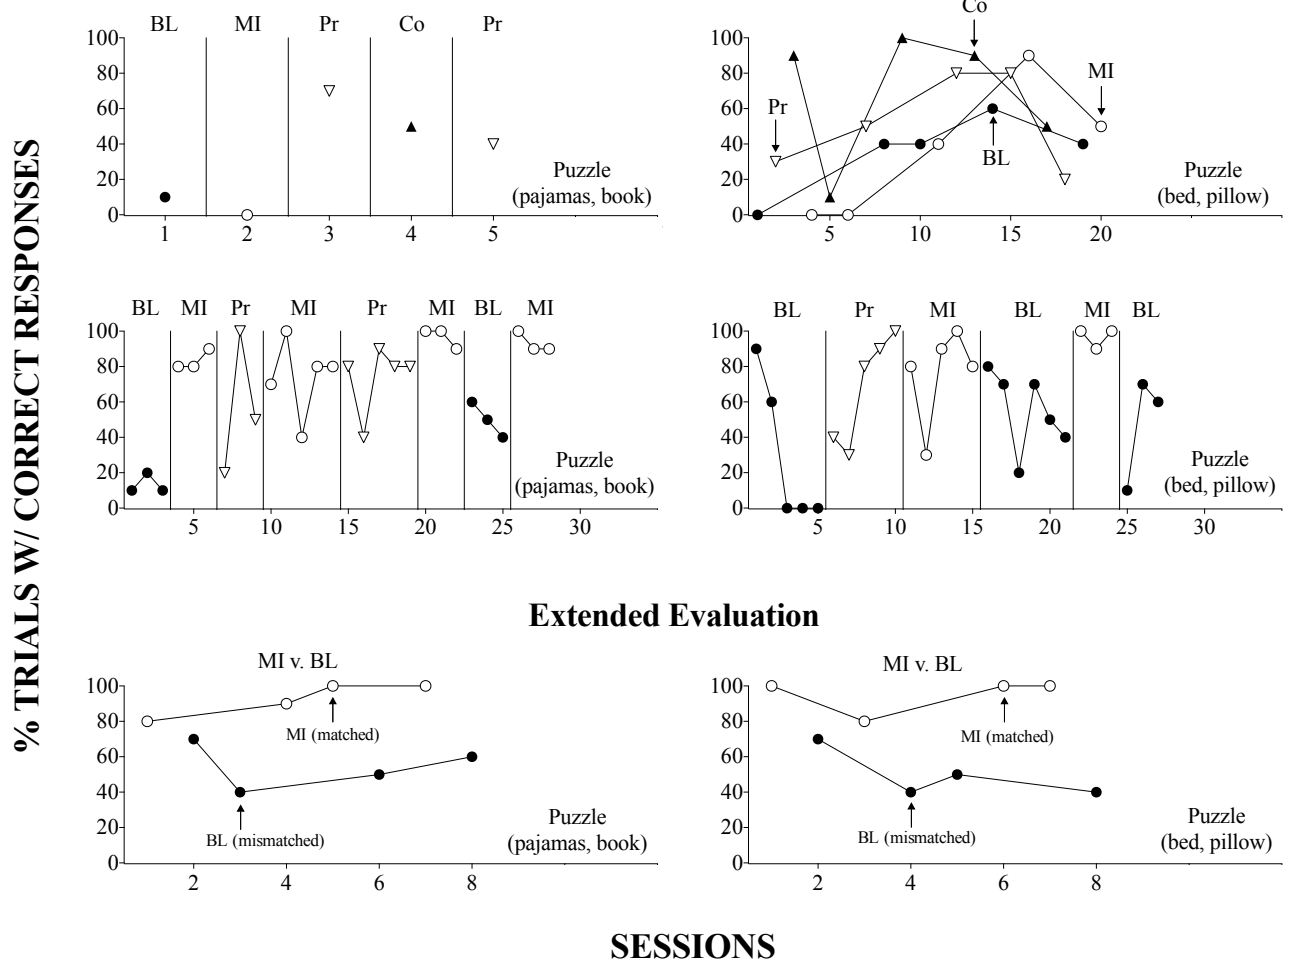 % TRIALS W/ CORRECT RESPONSES
BL MI Pr Co Pr
100
80
60
40
20
0
1 2 3 4 5
Puzzle
(pajamas, book)
Co
MI
Pr
BL
100
80
60
40
20
0
5 10 15 20
Puzzle
(bed, pillow)
BL MI Pr MI Pr MI BL MI
100
80
60
40
20
0
5 10 15 20 25 30
Puzzle
(pajamas, book)
BL Pr MI BL MI BL
100
80
60
40
20
0
5 10 15 20 25 30
Puzzle
(bed, pillow)
Extended Evaluation
MI v. BL
100
80
60
40
20
0
MI (matched)
BL (mismatched)
2 4 6 8
Puzzle
(pajamas, book)
MI v. BL
100
80
60
40
20
0
MI (matched)
BL (mismatched)
2 4 6 8
Puzzle
(bed, pillow)
SESSIONS